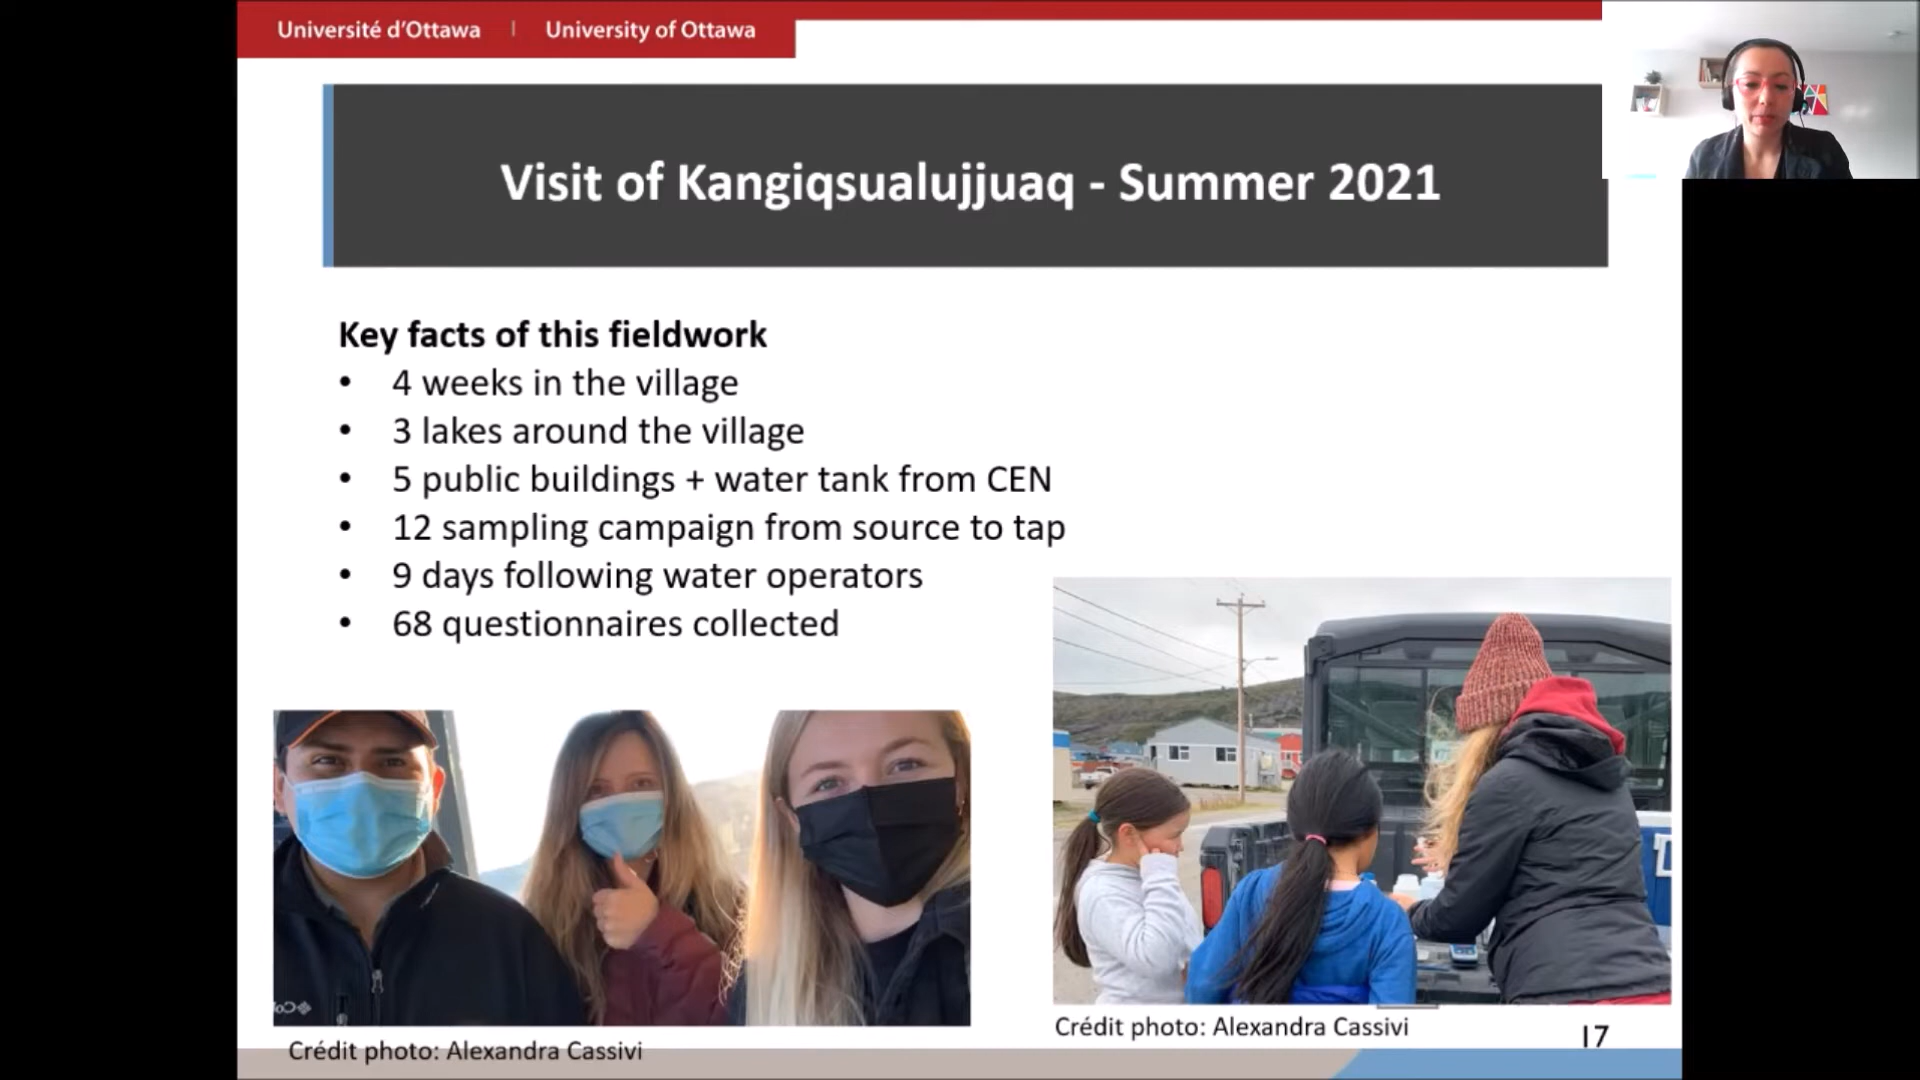 Université d'Ottawa | University of Ottawa
Visit of Kangiqsualujjuaq - Summer 2021
Key facts of this fieldwork
• 4 weeks in the village
• 3 lakes around the village
• 5 public buildings + water tank from CEN
• 12 sampling campaign from source to tap
• 9 days following water operators
• 68 questionnaires collected
Crédit photo: Alexandra Cassivi
Crédit photo: Alexandra Cassivi
17